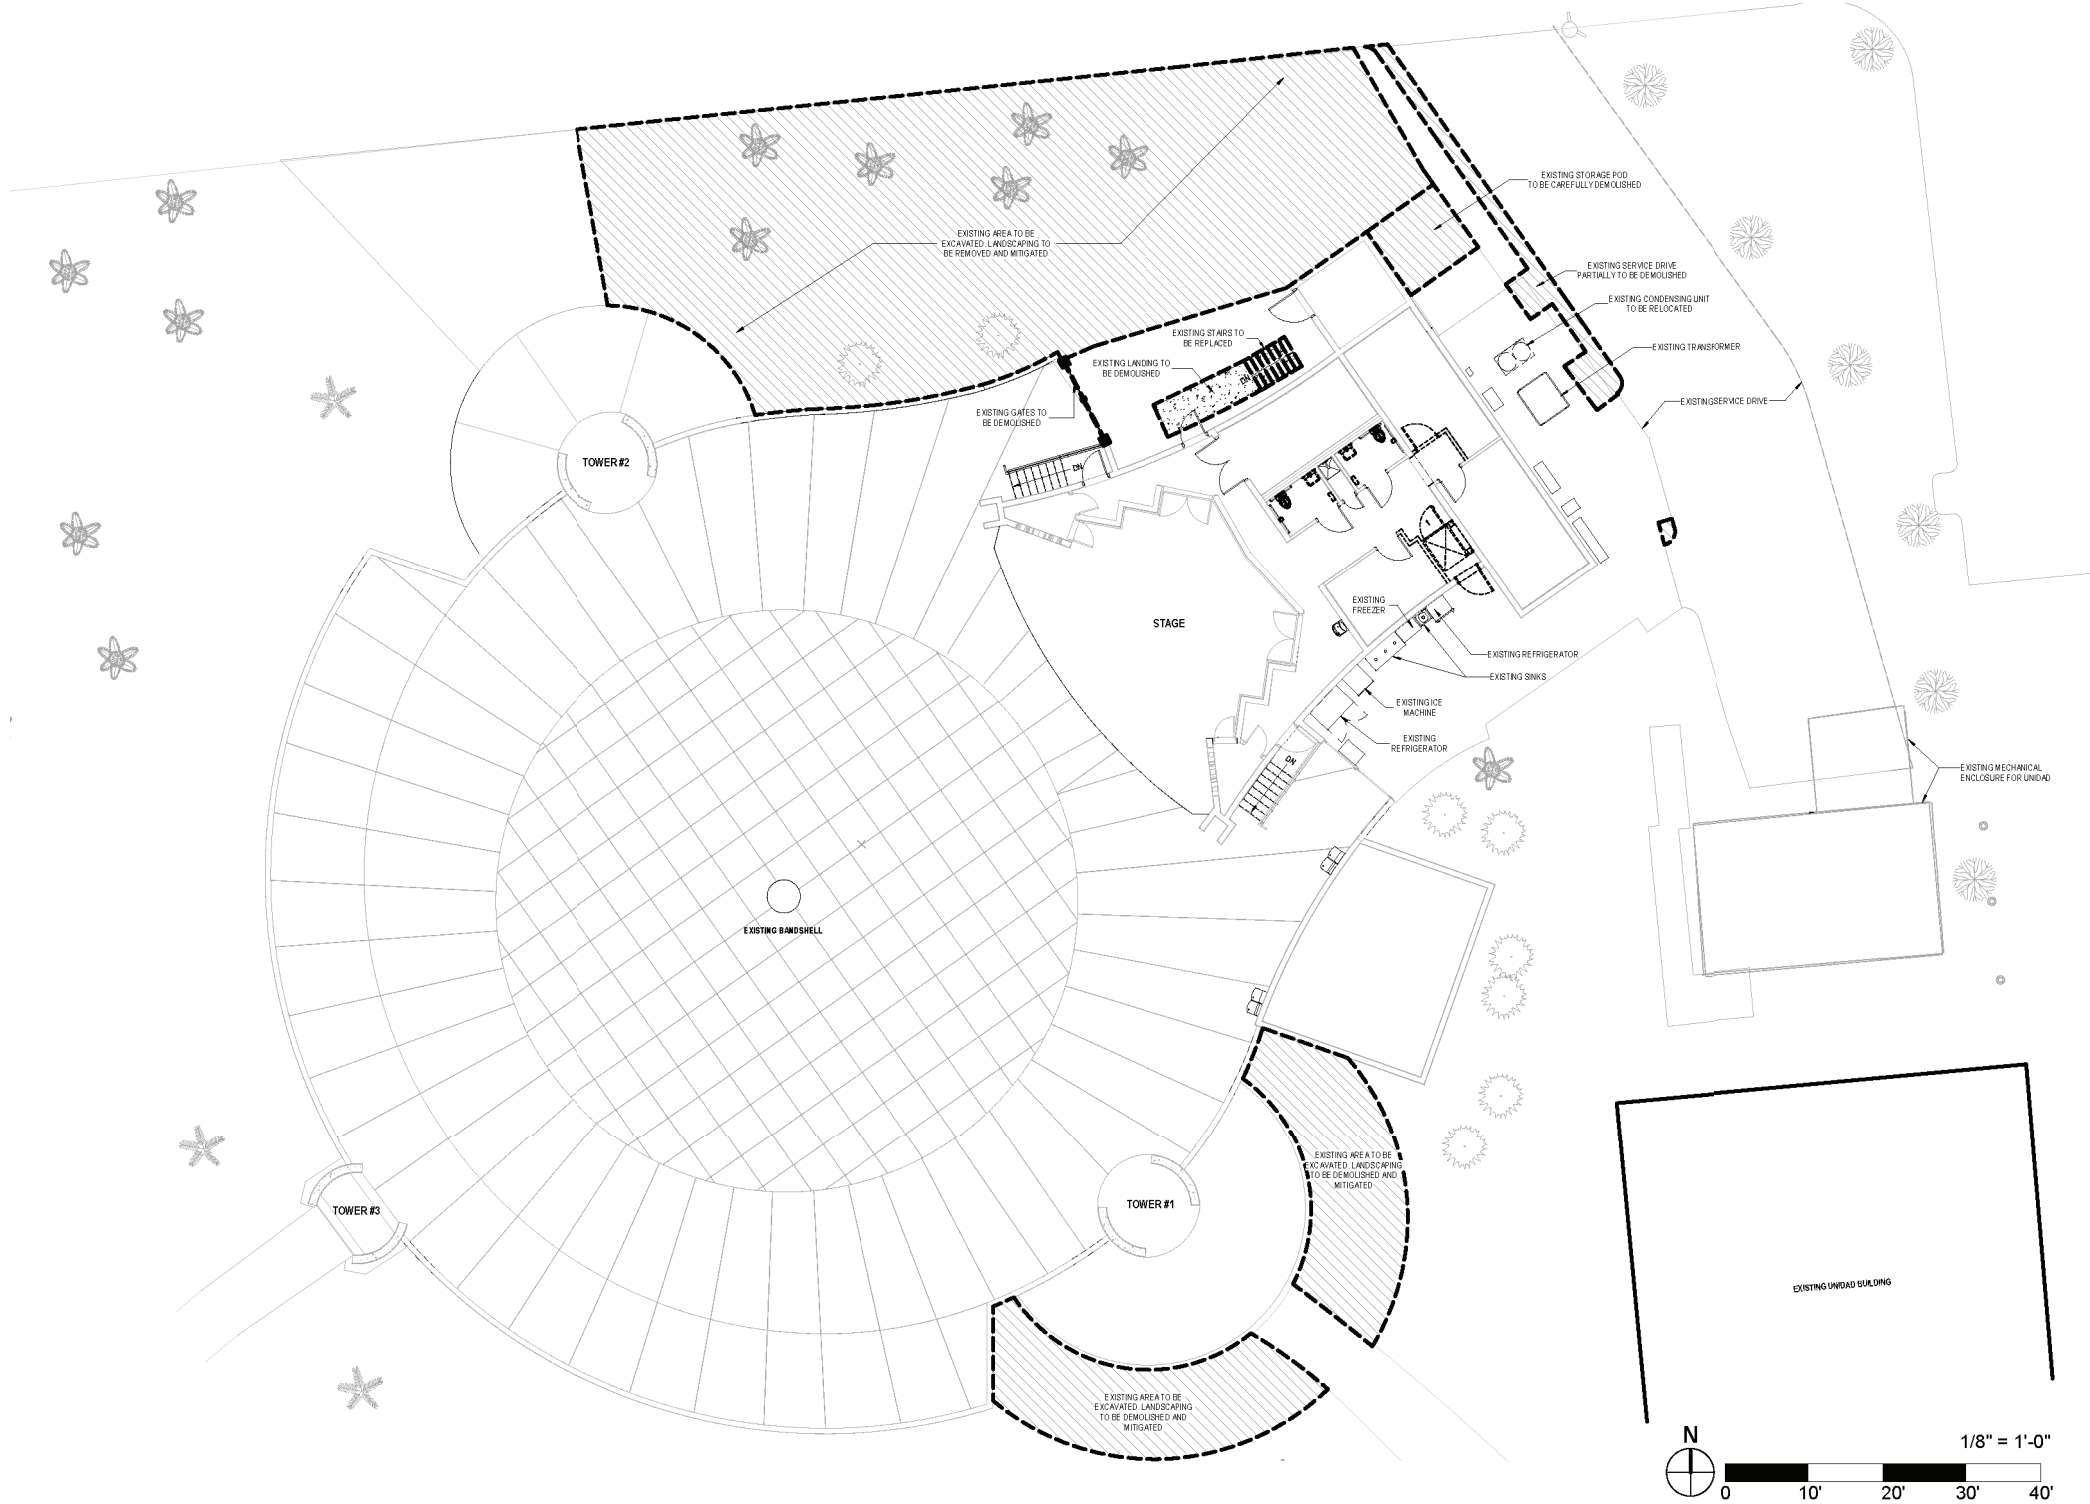 EXISTING STORAGE POD
TO BE CAREFULLY DEMOLISHED
EXISTING AREA TO BE
EXCAVATED. LANDSCAPING TO
BE REMOVED AND MITIGATED
EXISTING SERVICE DRIVE
PARTIALLY TO BE DEMOLISHED
EXISTING CONDENSING UNIT
TO BE RELOCATED
EXISTING STAIRS TO
BE REPLACED
EXISTING TRANSFORMER
EXISTING LANDING TO
BE DEMOLISHED
DN
EXISTING SERVICE DRIVE
EXISTING GATES TO
BE DEMOLISHED
TOWER #2
DN
EXISTING
FREEZER
STAGE
EXISTING REFRIGERATOR
EXISTING SINKS
EXISTING ICE
MACHINE
EXISTING
REFRIGERATOR
DN
EXISTING MECHANICAL
ENCLOSURE FOR UNIDAD
EXISTING BANDSHELL
EXISTING AREA TO BE
EXCAVATED. LANDSCAPING
TO BE DEMOLISHED AND
MITIGATED
TOWER #3
TOWER #1
EXISTING UNIDAD BUILDING
EXISTING AREA TO BE
EXCAVATED. LANDSCAPING
TO BE DEMOLISHED AND
MITIGATED
N
1/8" = 1'-0"
0 10' 20' 30' 40'